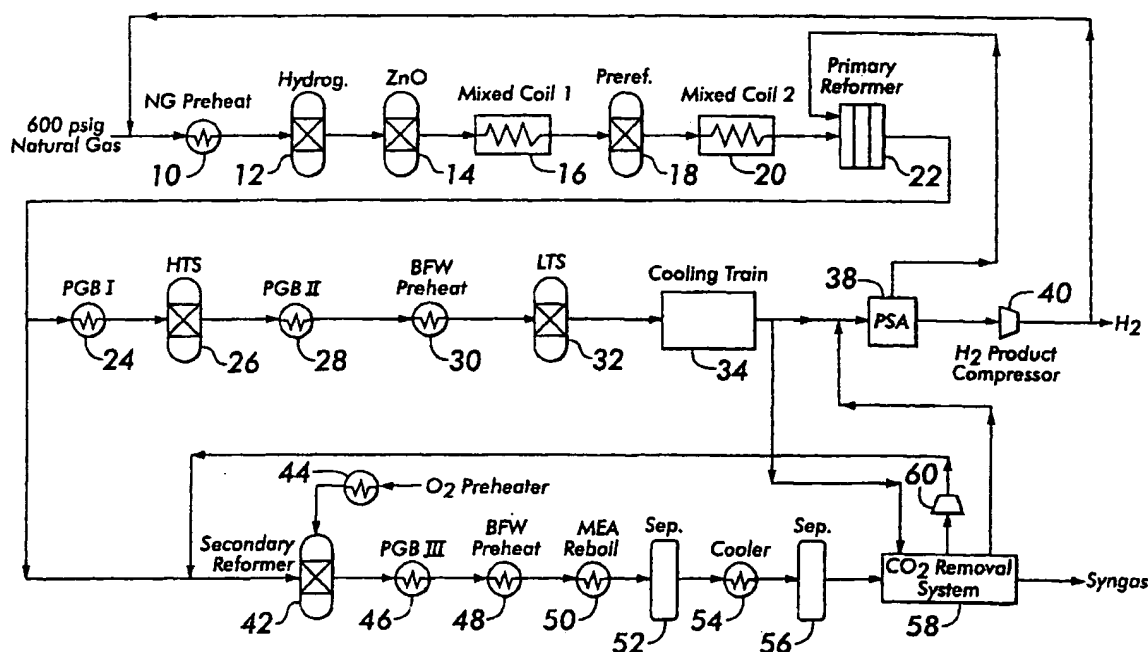 Hydrog.
ZnO
Preref.
Primary
Reformer
NG Preheat
Mixed Coil 1
Mixed Coil 2
600 psig
Natural Gas
10
12
14
16
18
20
22
PGB I
HTS
PGB II
BFW
Preheat
LTS
Cooling Train
38
PSA
40
H2
H2 Product
Compressor
24
26
28
30
32
34
44
O2 Preheater
60
Secondary
Reformer
PGB III
BFW
Preheat
MEA
Reboil
Sep.
Cooler
Sep.
CO2 Removal
System
Syngas
42
46
48
50
52
54
56
58